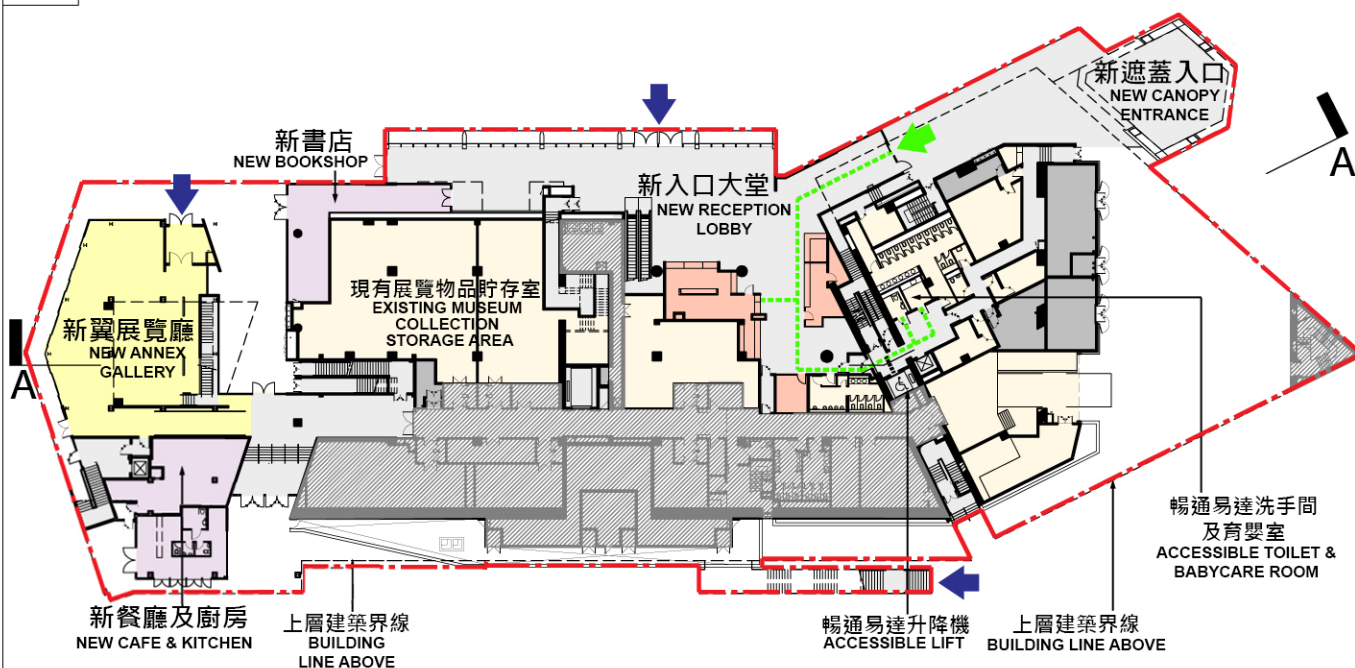 新遮蓋入口
NEW CANOPY
ENTRANCE
A
新書店
NEW BOOKSHOP
新入口大堂
NEW RECEPTION
LOBBY
現有展覽物品貯存室
EXISTING MUSEUM
COLLECTION
STORAGE AREA
新翼展覽廳
NEW ANNEX
GALLERY
A
暢通易達洗手間
及育嬰室
ACCESSIBLE TOILET &
BABYCARE ROOM
新餐廳及廚房
NEW CAFE & KITCHEN
上層建築界線
BUILDING
LINE ABOVE
暢通易達升降機
ACCESSIBLE LIFT
上層建築界線
BUILDING LINE ABOVE